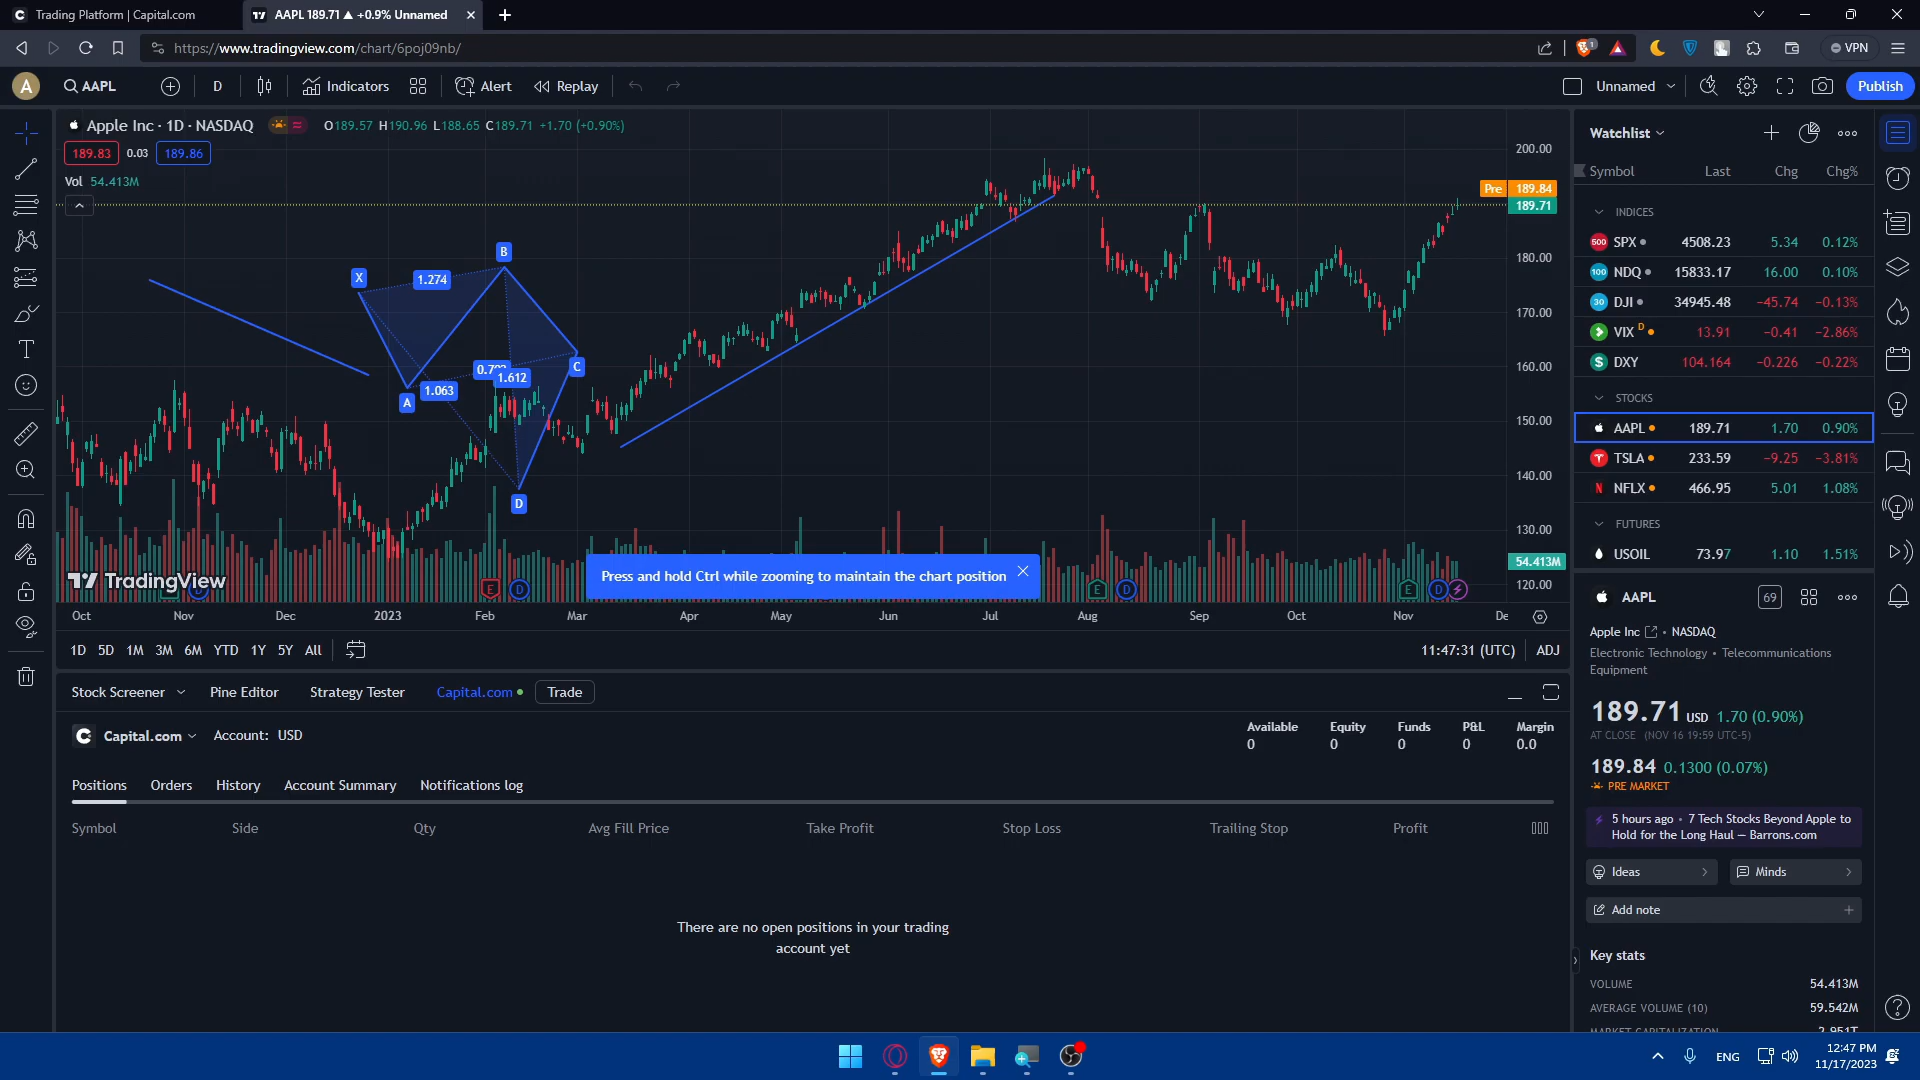 Trading Platform | Capital.com
AAPL 189.71 ▲ +0.9% Unnamed
https://www.tradingview.com/chart/6poj09nb/
VPN
A
AAPL
D
Indicators
Alert
Replay
Unnamed
Publish
Apple Inc · 1D · NASDAQ
O189.57 H190.96 L188.65 C189.71 +1.70 (+0.90%)
189.83 0.03 189.86
Vol 54.413M
X
1.274
B
C
1.612
1.063
A
D
TradingView
Press and hold Ctrl while zooming to maintain the chart position
E D
E D
E D
200.00
Pre 189.84
189.71
180.00
170.00
160.00
150.00
140.00
130.00
54.413M
120.00
Oct Nov Dec 2023 Feb Mar Apr May Jun Jul Aug Sep Oct Nov De
1D 5D 1M 3M 6M YTD 1Y 5Y All
11:47:31 (UTC) ADJ
Stock Screener Pine Editor Strategy Tester Capital.com Trade
Capital.com Account: USD
Available Equity Funds P&L Margin
0 0 0 0 0.0
Positions Orders History Account Summary Notifications log
Symbol Side Qty Avg Fill Price Take Profit Stop Loss Trailing Stop Profit
There are no open positions in your trading
account yet
Watchlist
Symbol Last Chg Chg%
INDICES
500 SPX 4508.23 5.34 0.12%
100 NDQ 15833.17 16.00 0.10%
30 DJI 34945.48 −45.74 −0.13%
VIX D 13.91 −0.41 −2.86%
DXY 104.164 −0.226 −0.22%
STOCKS
AAPL 189.71 1.70 0.90%
TSLA 233.59 −9.25 −3.81%
NFLX 466.95 5.01 1.08%
FUTURES
USOIL 73.97 1.10 1.51%
AAPL
69
Apple Inc • NASDAQ
Electronic Technology • Telecommunications
Equipment
189.71 USD 1.70 (0.90%)
AT CLOSE (NOV 16 19:59 UTC-5)
189.84 0.1300 (0.07%)
PRE MARKET
5 hours ago • 7 Tech Stocks Beyond Apple to
Hold for the Long Haul — Barrons.com
Ideas
Minds
Add note
Key stats
VOLUME 54.413M
AVERAGE VOLUME (10) 59.542M
MARKET CAPITALIZATION 2.951T
ENG
12:47 PM
11/17/2023